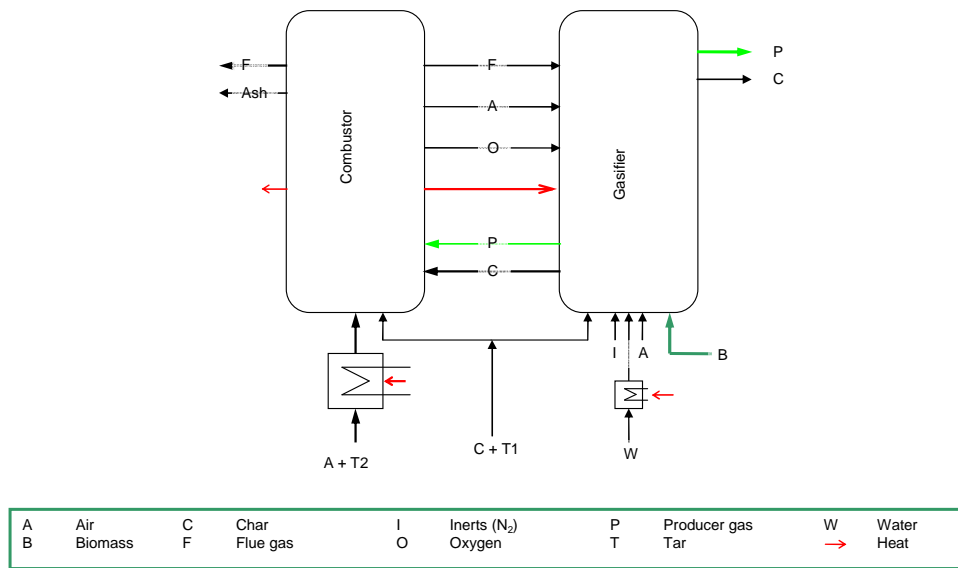 F
F
P
Ash
A
C
Combustor
O
Gasifier
P
C
I
A
B
A + T2
C + T1
W
A Air C Char I Inerts (N₂) P Producer gas W Water
B Biomass F Flue gas O Oxygen T Tar Heat